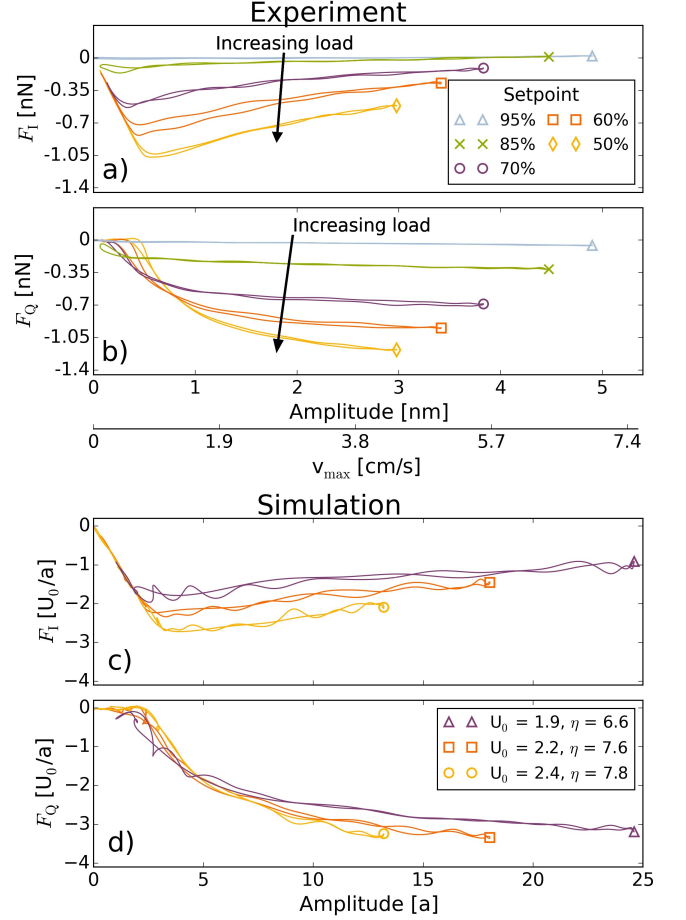 Experiment
0
-0.35
-0.7
-1.05
-1.4
F_I [nN]
Increasing load
a)
Setpoint
95%
60%
85%
50%
70%
0
-0.35
-0.7
-1.05
-1.4
F_Q [nN]
Increasing load
b)
0 1 2 3 4 5
Amplitude [nm]
0 1.9 3.8 5.7 7.4
v_max [cm/s]
Simulation
0
−1
−2
−3
−4
F_I [U_0/a]
c)
0
−1
−2
−3
−4
F_Q [U_0/a]
U_0 = 1.9, η = 6.6
U_0 = 2.2, η = 7.6
U_0 = 2.4, η = 7.8
d)
0 5 10 15 20 25
Amplitude [a]